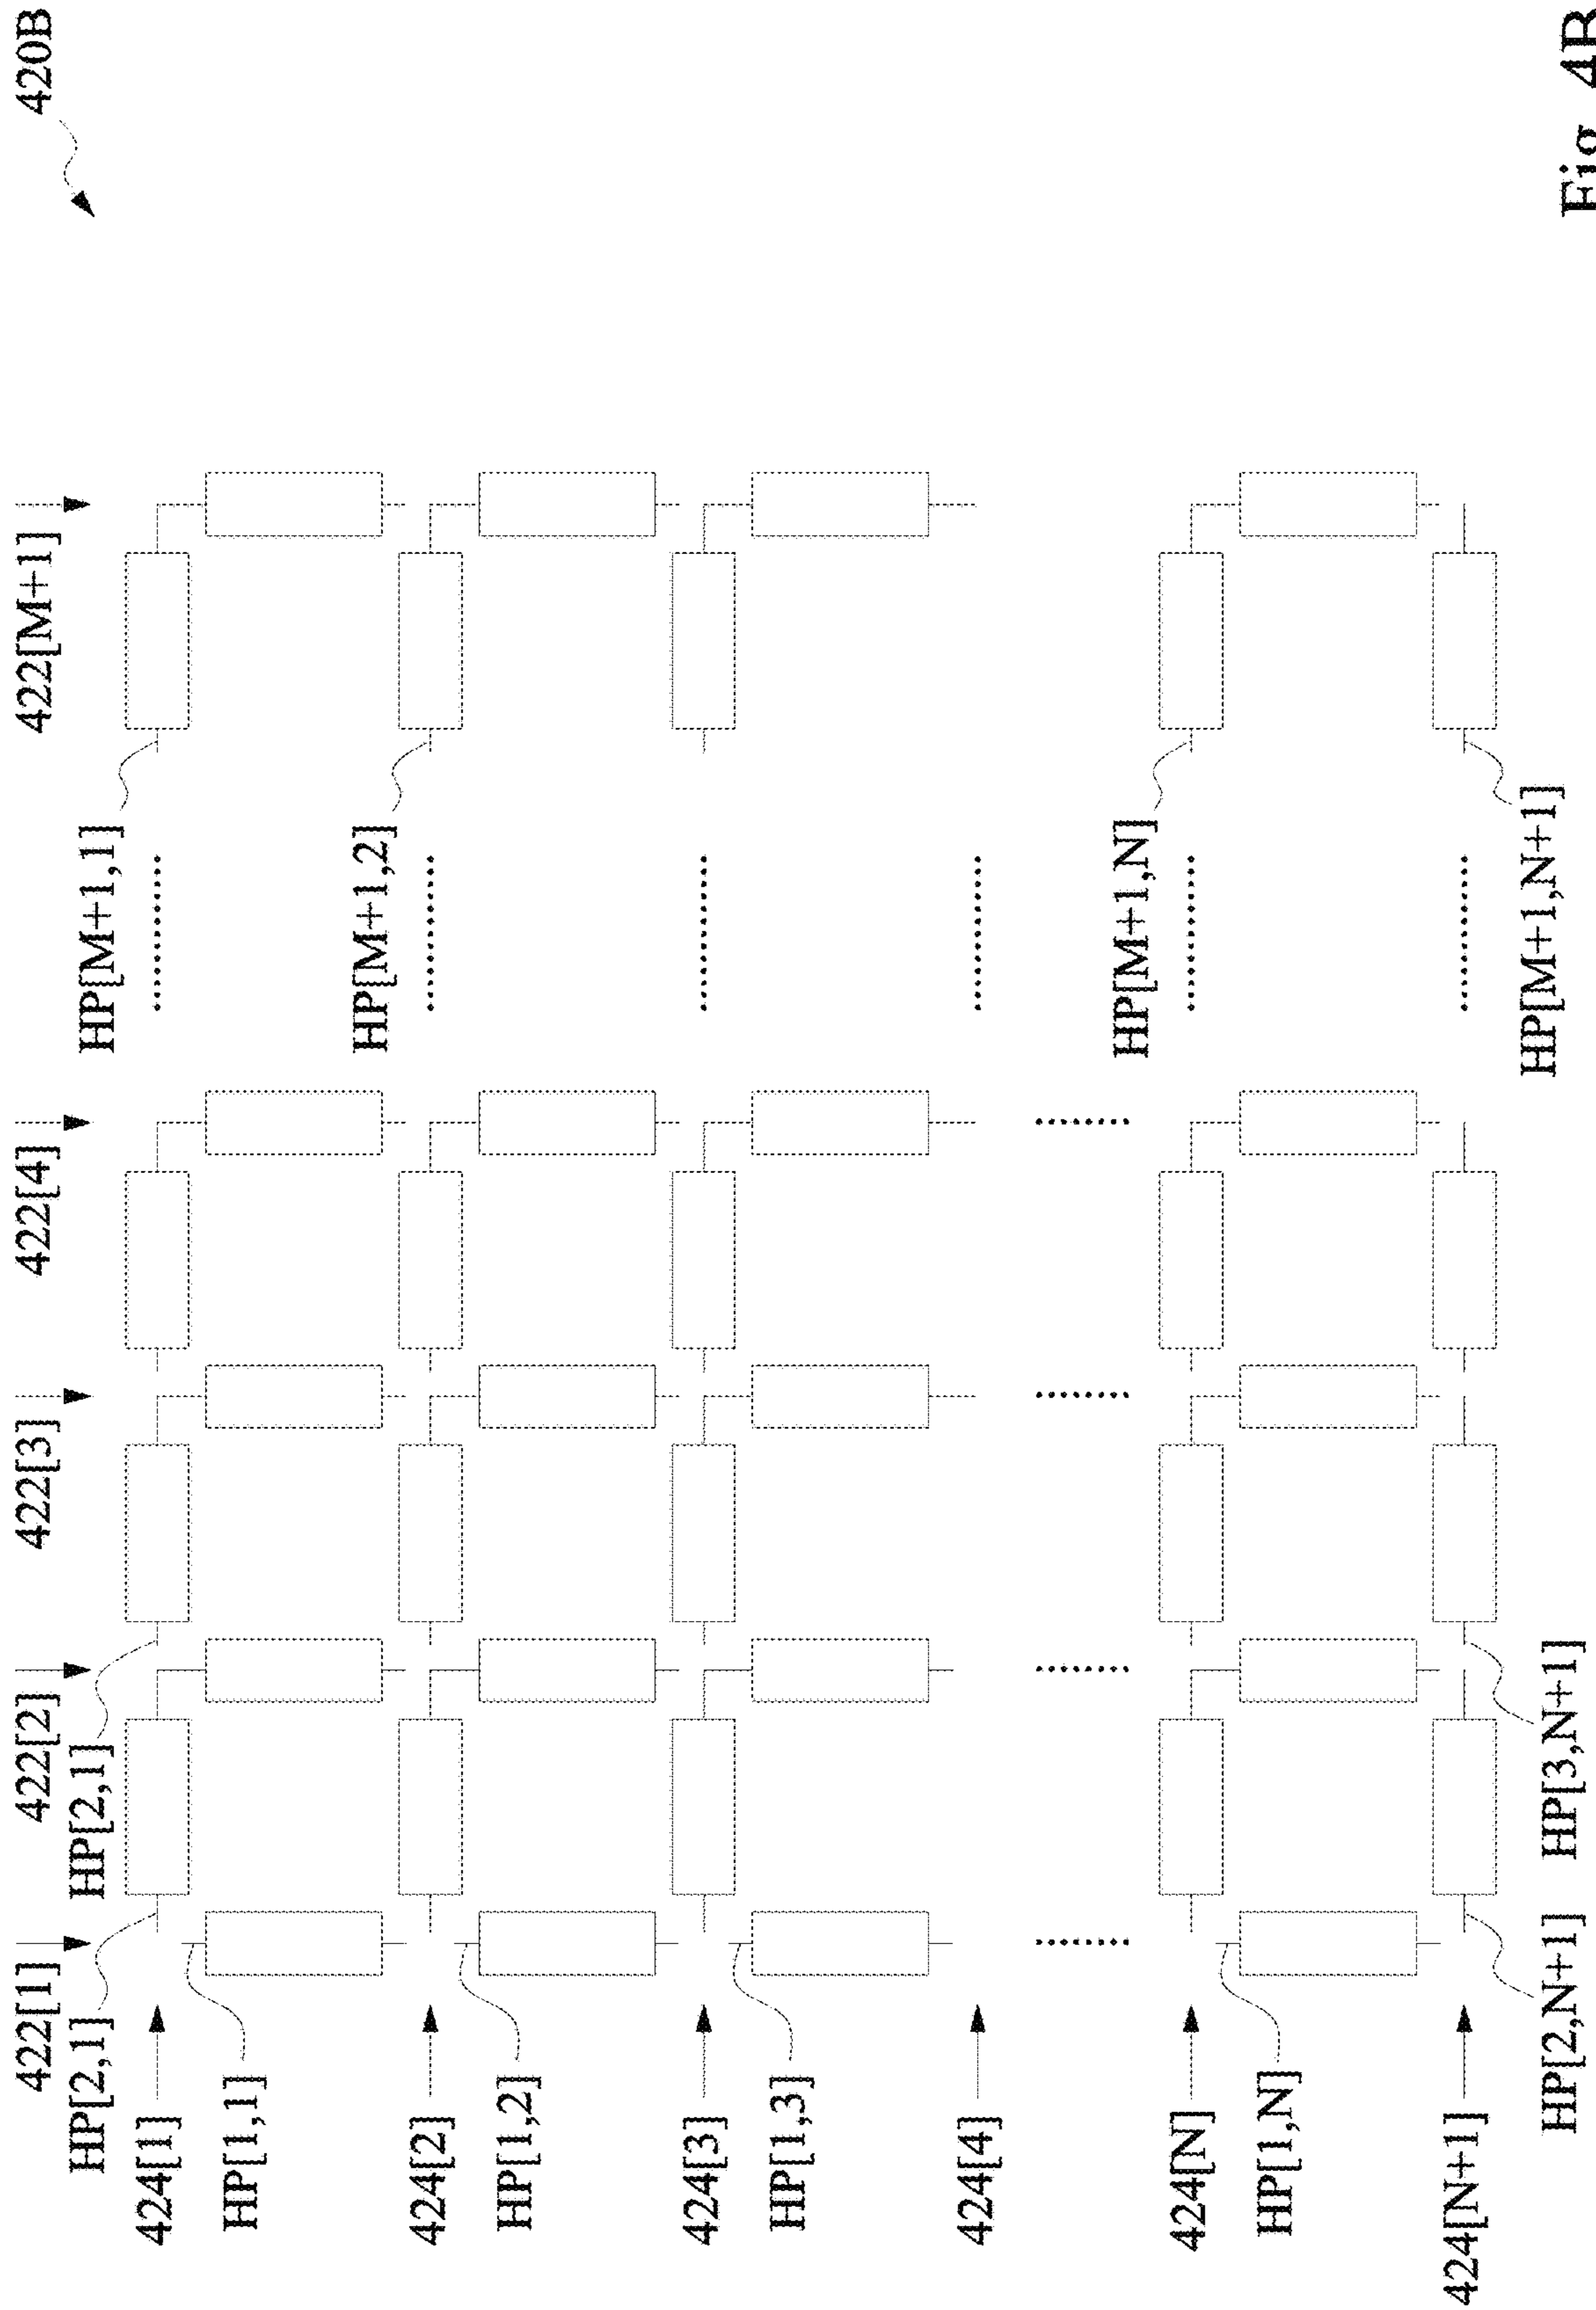 420B
422[1]
422[2]
422[3]
422[4]
422[M+1]
HP[2,1]
HP[2,1]
HP[M+1,1]
424[1]
HP[1,1]
HP[M+1,2]
424[2]
HP[1,2]
424[3]
HP[1,3]
424[4]
HP[M+1,N]
424[N]
HP[1,N]
424[N+1]
HP[2,N+1]
HP[3,N+1]
HP[M+1,N+1]
Fig. 4B